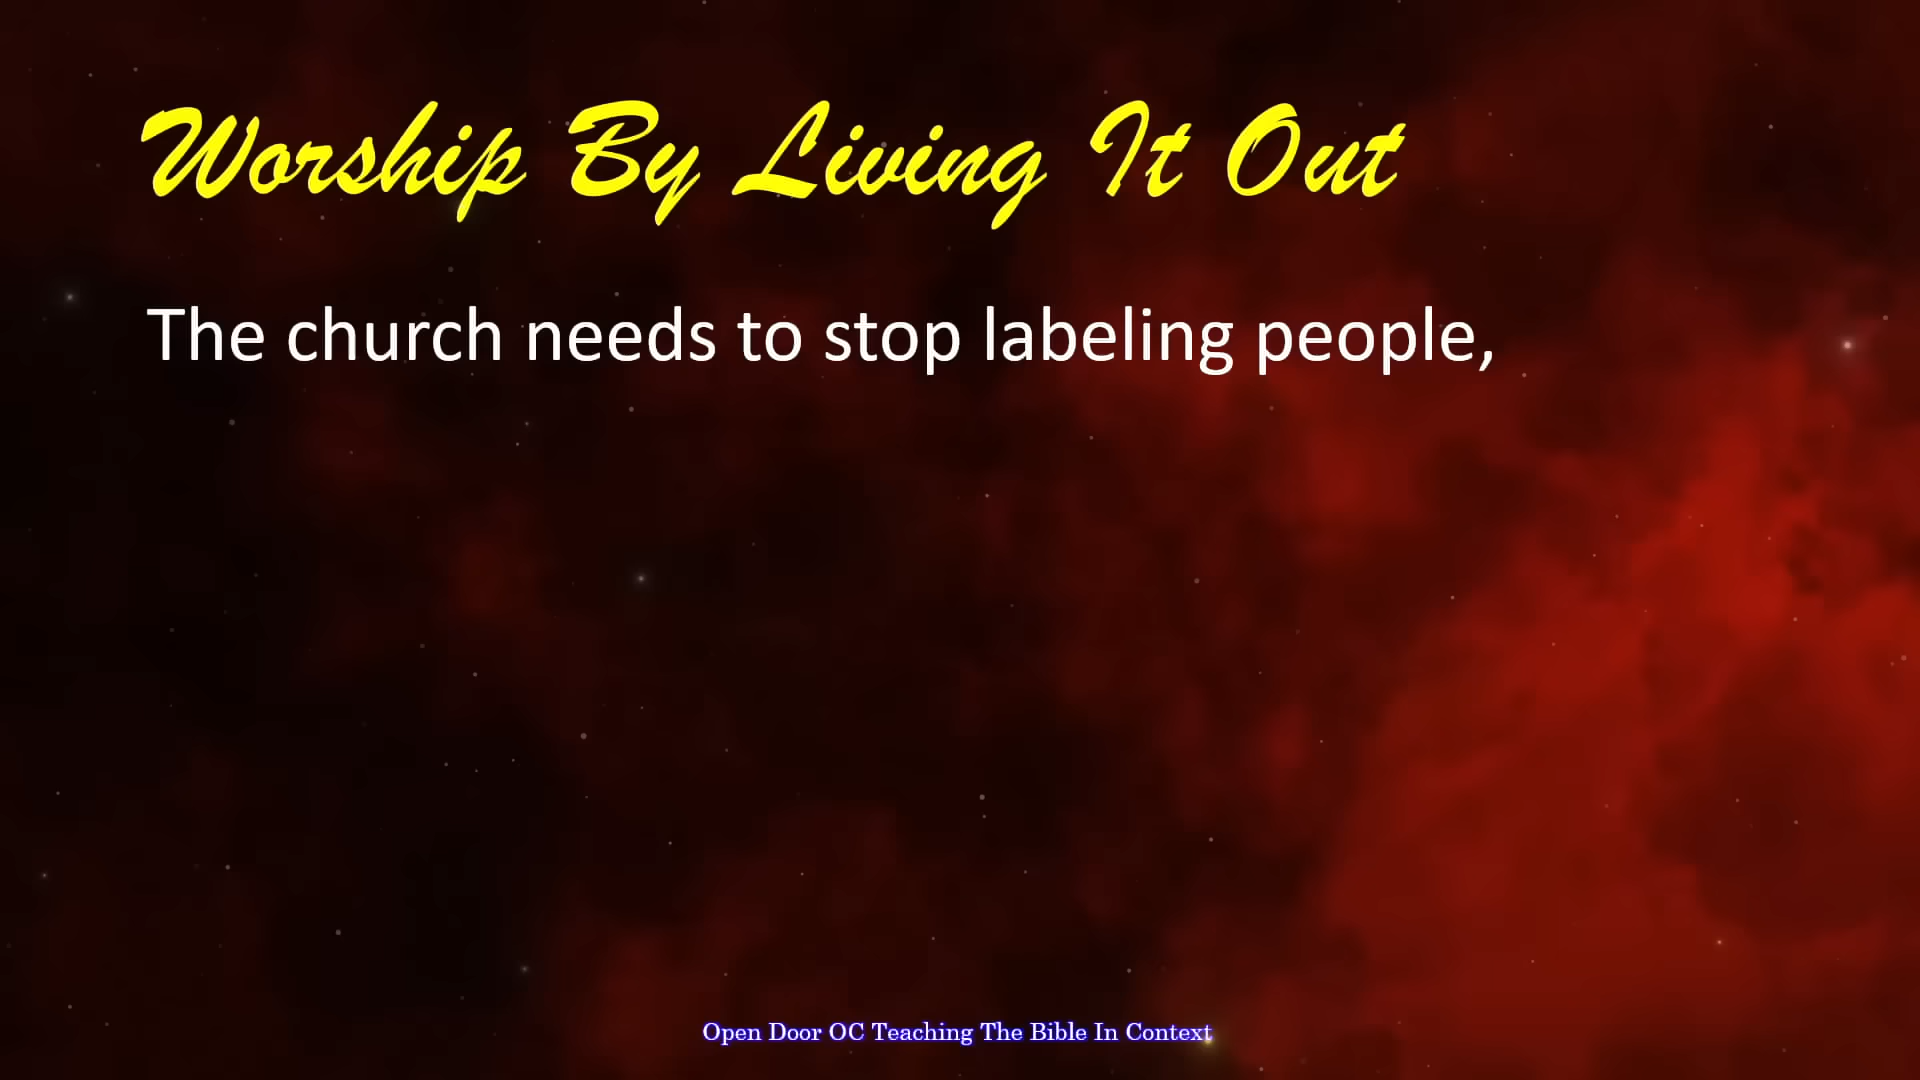 Worship By Living It Out
The church needs to stop labeling people,
Open Door OC Teaching The Bible In Context